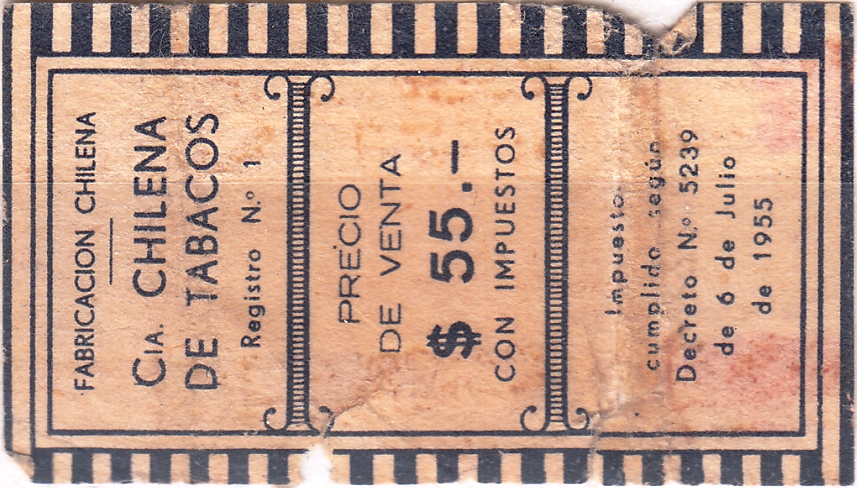 FABRICACION CHILENA
CIA. CHILENA
DE TABACOS
Registro N.º 1
PRECIO
DE VENTA
$ 55.–
CON IMPUESTOS
Impuesto
cumplido según
Decreto N.º 5239
de 6 de Julio
de 1955